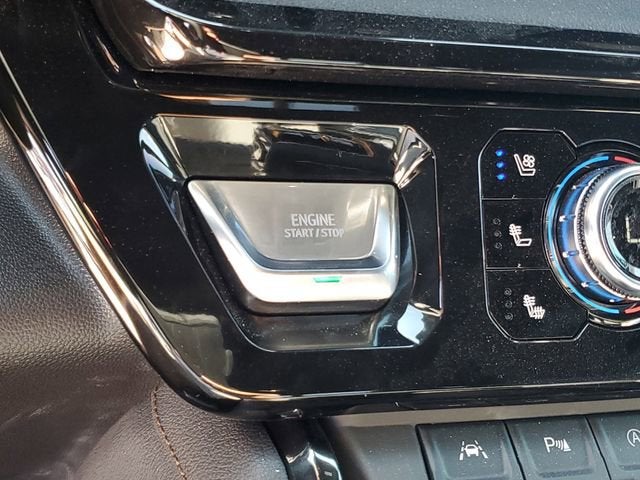 ENGINE
START / STOP
P
A